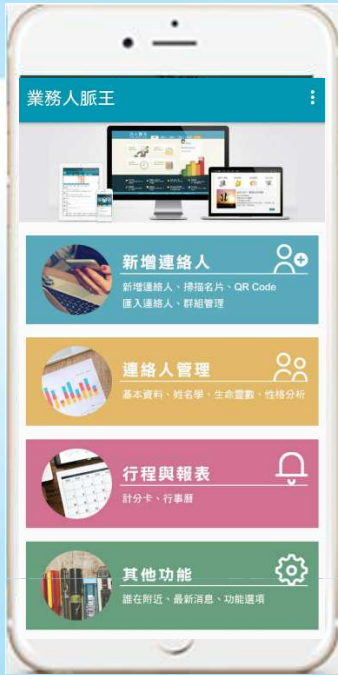 業務人脈王
新增連絡人
新增連絡人、掃描名片、QR Code
匯入連絡人、群組管理
連絡人管理
基本資料、姓名學、生命靈數、性格分析
行程與報表
計分卡、行事曆
其他功能
誰在附近、最新消息、功能選項